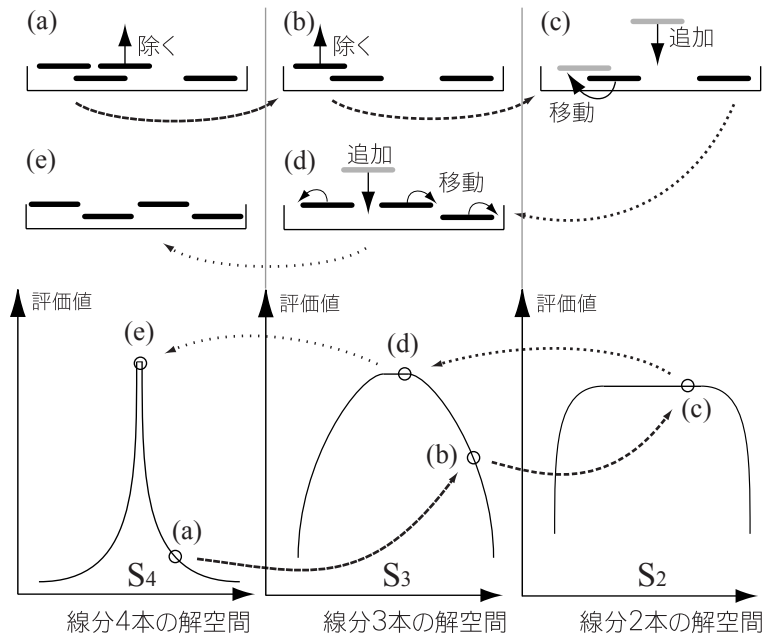 (a)
除く
(b)
除く
(c)
追加
移動
(e)
(d)
追加
移動
評価値
評価値
評価値
(e)
(d)
(c)
(b)
(a)
S4
S3
S2
線分4本の解空間
線分3本の解空間
線分2本の解空間